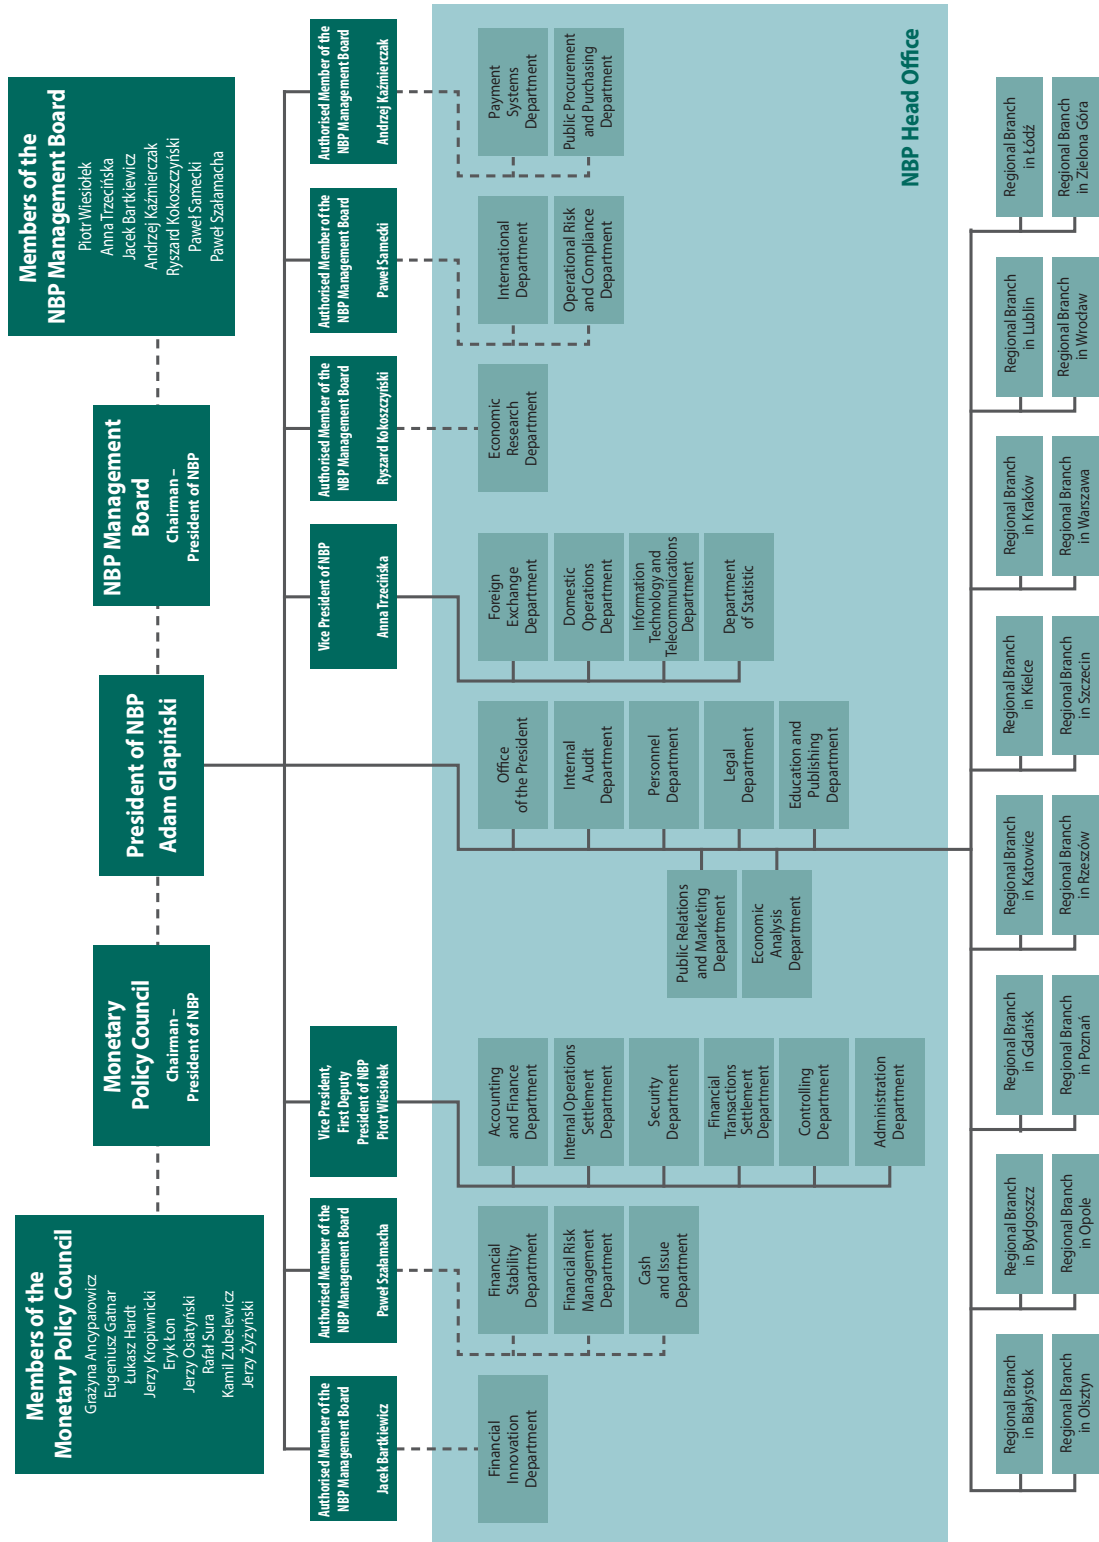 Members of the
Monetary Policy Council
Grażyna Ancyparowicz
Eugeniusz Gatnar
Łukasz Hardt
Jerzy Kropiwnicki
Eryk Łon
Jerzy Osiatyński
Rafał Sura
Kamil Zubelewicz
Jerzy Żyżyński
Monetary
Policy Council
Chairman –
President of NBP
President of NBP
Adam Glapiński
NBP Management
Board
Chairman –
President of NBP
Members of the
NBP Management Board
Piotr Wiesiołek
Anna Trzecińska
Jacek Bartkiewicz
Andrzej Kaźmierczak
Ryszard Kokoszczyński
Paweł Samecki
Paweł Szałamacha
Authorised Member of the
NBP Management Board
Jacek Bartkiewicz
Authorised Member of the
NBP Management Board
Paweł Szałamacha
Vice President,
First Deputy
President of NBP
Piotr Wiesiołek
Vice President of NBP
Anna Trzecińska
Authorised Member of the
NBP Management Board
Ryszard Kokoszczyński
Authorised Member of the
NBP Management Board
Paweł Samecki
Authorised Member of the
NBP Management Board
Andrzej Kaźmierczak
Financial
Innovation
Department
Financial
Stability
Department
Financial Risk
Management
Department
Cash
and Issue
Department
Accounting
and Finance
Department
Internal Operations
Settlement
Department
Security
Department
Financial
Transactions
Settlement
Department
Controlling
Department
Administration
Department
Public Relations
and Marketing
Department
Economic
Analysis
Department
Office
of the President
Internal
Audit
Department
Personnel
Department
Legal
Department
Education and
Publishing
Department
Foreign
Exchange
Department
Domestic
Operations
Department
Information
Technology and
Telecommunications
Department
Department
of Statistic
Economic
Research
Department
International
Department
Operational Risk
and Compliance
Department
Payment
Systems
Department
Public Procurement
and Purchasing
Department
NBP Head Office
Regional Branch
in Białystok
Regional Branch
in Olsztyn
Regional Branch
in Bydgoszcz
Regional Branch
in Opole
Regional Branch
in Gdańsk
Regional Branch
in Poznań
Regional Branch
in Katowice
Regional Branch
in Rzeszów
Regional Branch
in Kielce
Regional Branch
in Szczecin
Regional Branch
in Kraków
Regional Branch
in Warszawa
Regional Branch
in Lublin
Regional Branch
in Wrocław
Regional Branch
in Łódź
Regional Branch
in Zielona Góra